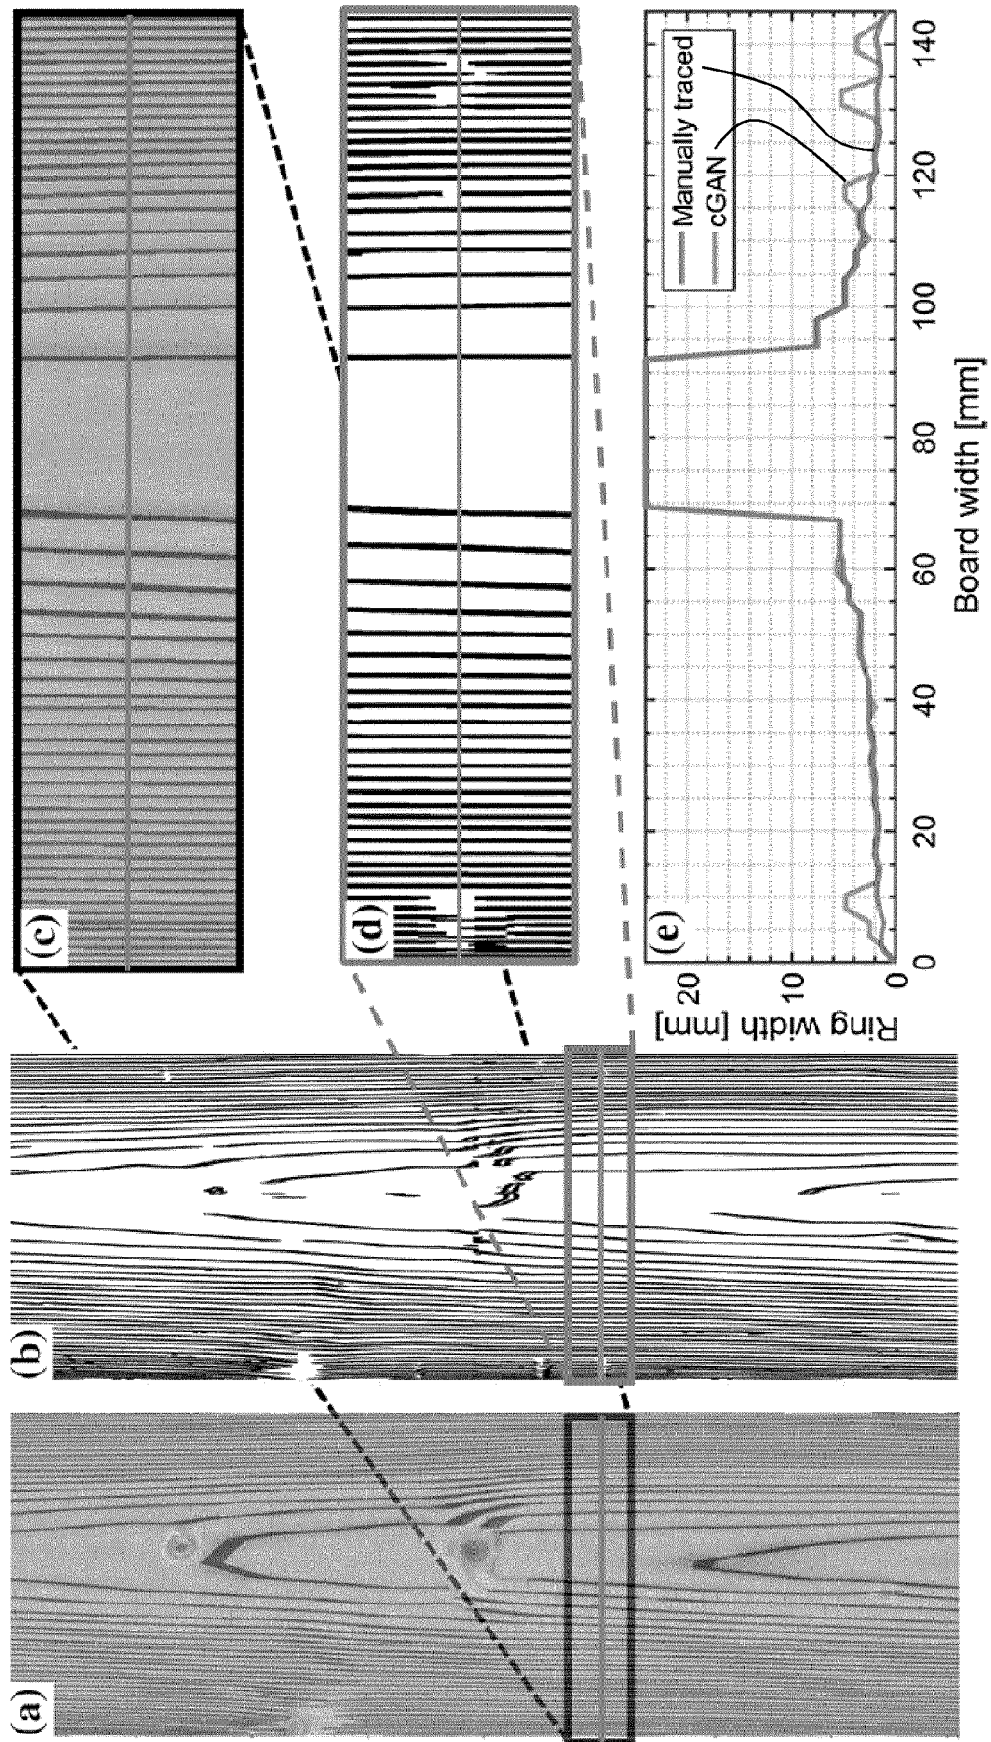 (a)
(b)
(c)
(d)
(e)
Manually traced
cGAN
Ring width [mm]
20
10
0
0
20
40
60
80
100
120
140
Board width [mm]